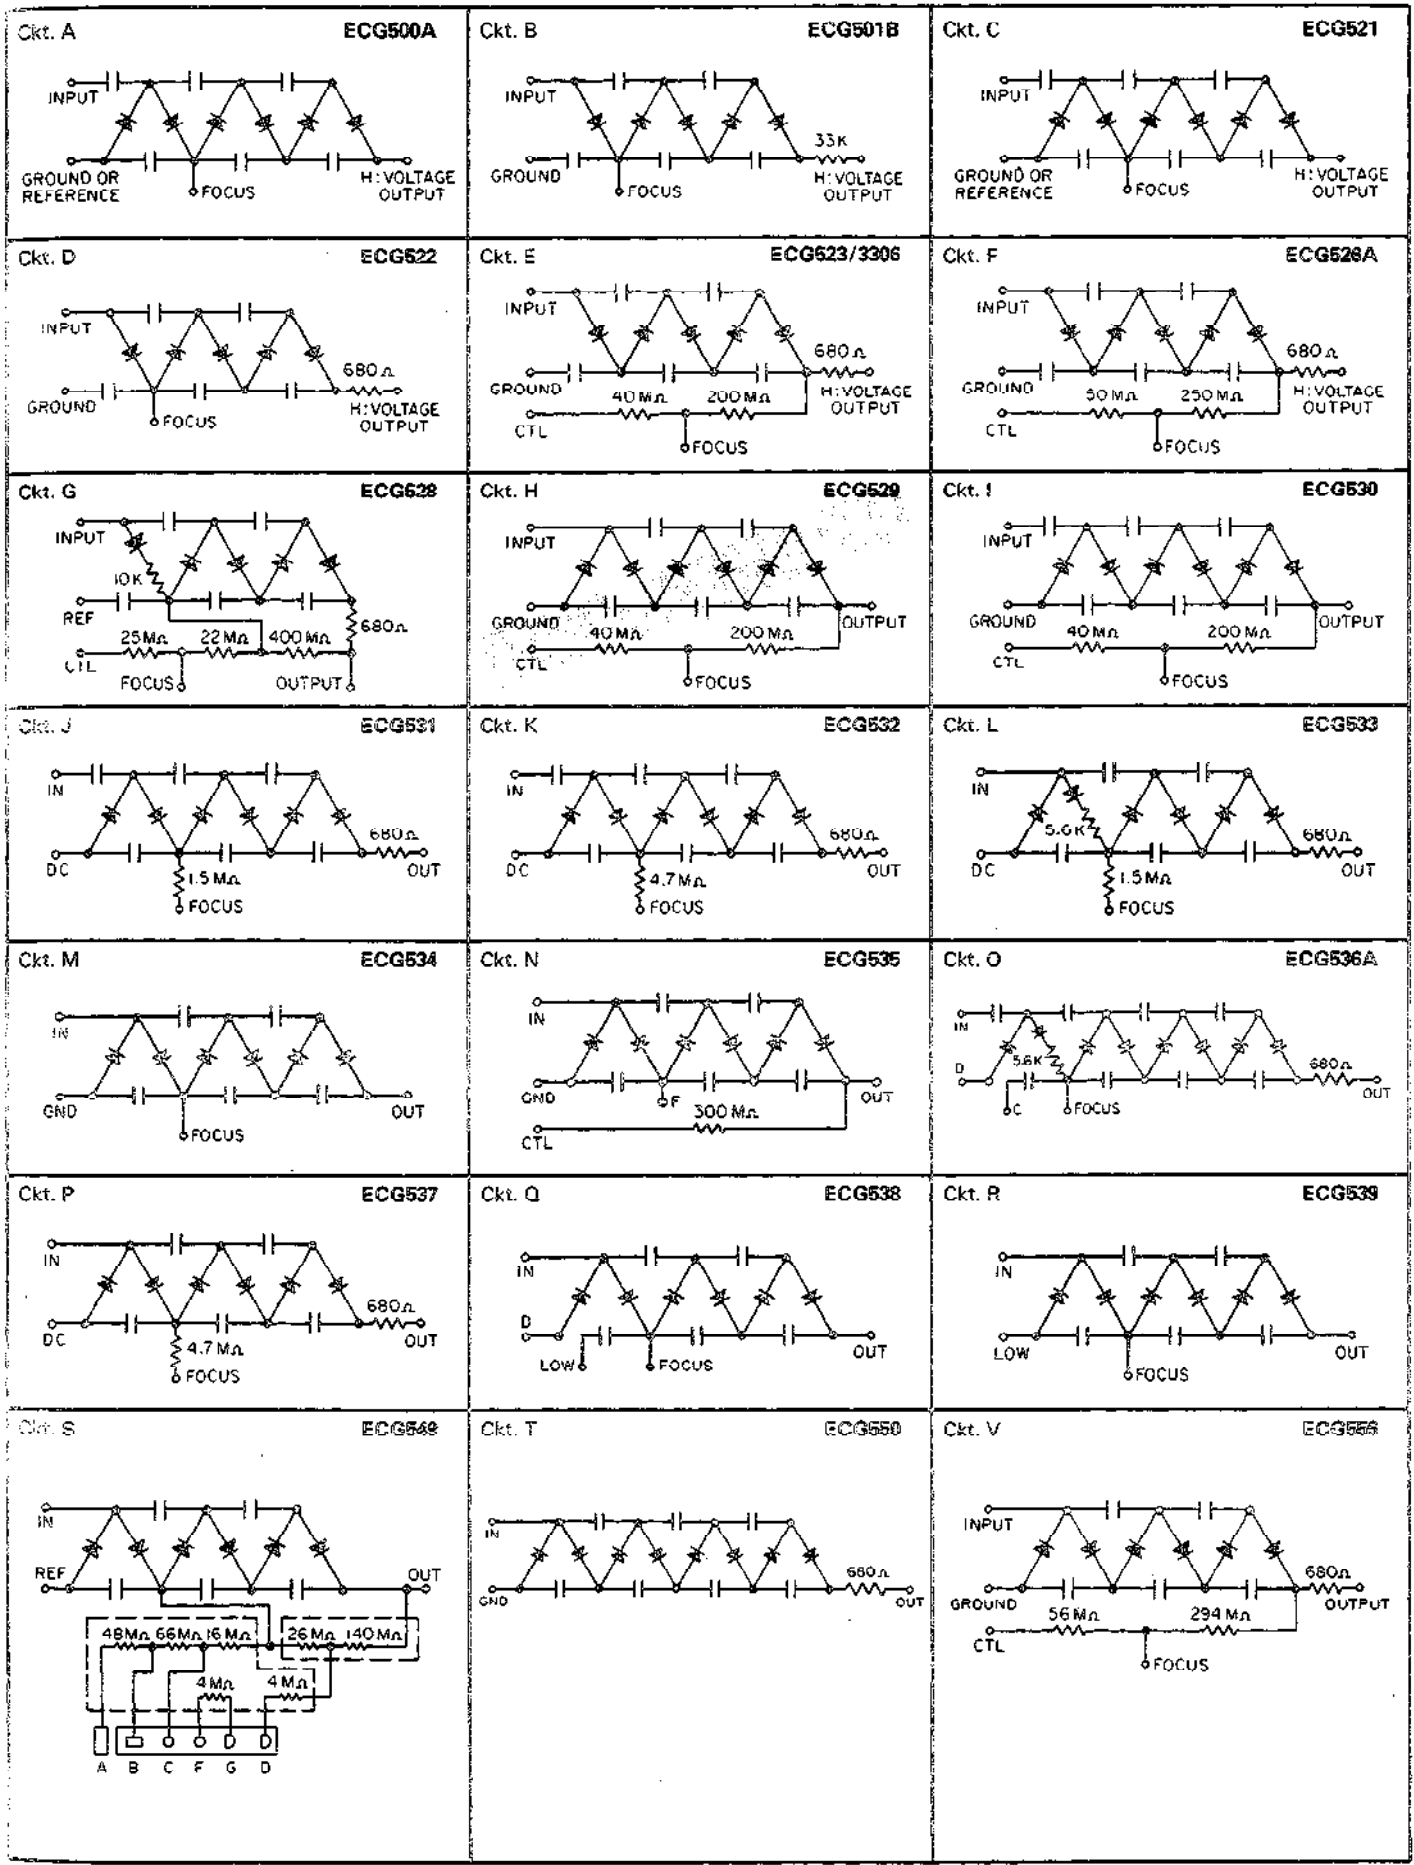 Ckt. A ECG500A
INPUT
GROUND OR
REFERENCE
FOCUS
H:VOLTAGE
OUTPUT
Ckt. B ECG501B
INPUT
33K
GROUND
FOCUS
H:VOLTAGE
OUTPUT
Ckt. C ECG521
INPUT
GROUND OR
REFERENCE
FOCUS
H:VOLTAGE
OUTPUT
Ckt. D ECG522
INPUT
680Ω
GROUND
FOCUS
H:VOLTAGE
OUTPUT
Ckt. E ECG523/3306
INPUT
680Ω
GROUND
40MΩ 200MΩ
H:VOLTAGE
OUTPUT
CTL
FOCUS
Ckt. F ECG526A
INPUT
680Ω
GROUND
50MΩ 250MΩ
H:VOLTAGE
OUTPUT
CTL
FOCUS
Ckt. G ECG528
INPUT
10K
REF
680Ω
25MΩ 22MΩ 400MΩ
CTL
FOCUS OUTPUT
Ckt. H ECG529
INPUT
GROUND OUTPUT
40MΩ 200MΩ
CTL
FOCUS
Ckt. I ECG530
INPUT
GROUND OUTPUT
40MΩ 200MΩ
CTL
FOCUS
Ckt. J ECG531
IN
680Ω
DC OUT
1.5MΩ
FOCUS
Ckt. K ECG532
IN
680Ω
DC OUT
4.7MΩ
FOCUS
Ckt. L ECG533
IN
5.6K 680Ω
DC OUT
1.5MΩ
FOCUS
Ckt. M ECG534
IN
GND OUT
FOCUS
Ckt. N ECG535
IN
GND F OUT
300MΩ
CTL
Ckt. O ECG536A
IN
5.6K 680Ω
D OUT
C FOCUS
Ckt. P ECG537
IN
680Ω
DC OUT
4.7MΩ
FOCUS
Ckt. Q ECG538
IN
D
LOW FOCUS OUT
Ckt. R ECG539
IN
LOW OUT
FOCUS
Ckt. S ECG549
IN
REF OUT
48MΩ 66MΩ 16MΩ 26MΩ 140MΩ
4MΩ 4MΩ
A B C F G D
Ckt. T ECG550
IN
680Ω
GND OUT
Ckt. V ECG556
INPUT
680Ω
GROUND OUTPUT
56MΩ 294MΩ
CTL
FOCUS